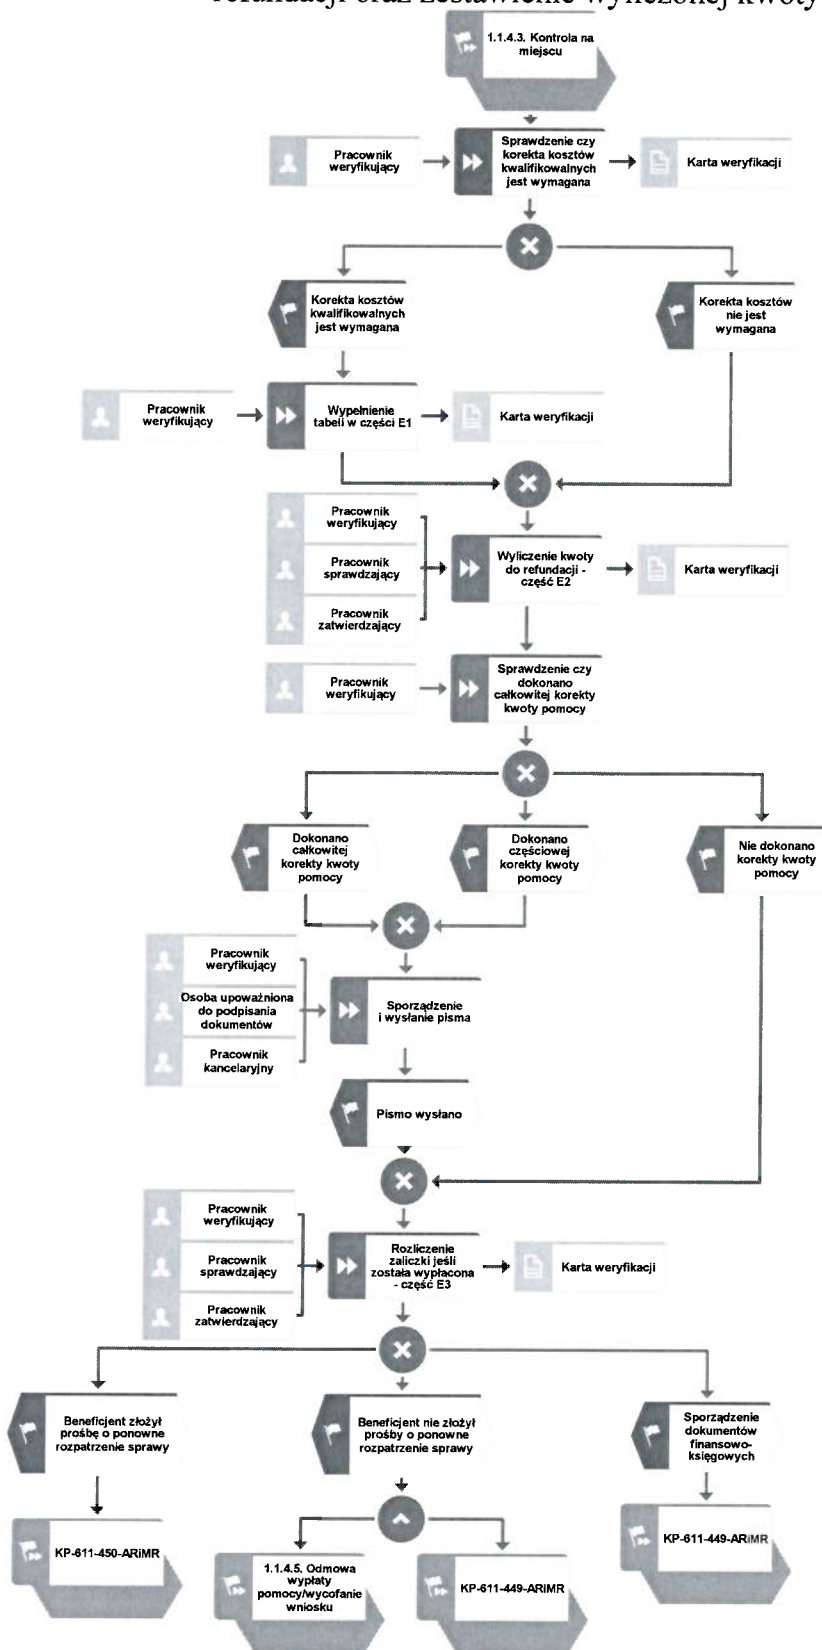 refundacji oraz zestawienie wyliczonej kwoty
1.1.4.3. Kontrola na
miejscu
Pracownik
weryfikujący
Sprawdzenie czy
korekta kosztów
kwalifikowalnych
jest wymagana
Karta weryfikacji
Korekta kosztów
kwalifikowalnych
jest wymagana
Korekta kosztów
nie jest
wymagana
Pracownik
weryfikujący
Wypełnienie
tabeli w części E1
Karta weryfikacji
Pracownik
weryfikujący
Pracownik
sprawdzający
Pracownik
zatwierdzający
Wyliczenie kwoty
do refundacji -
część E2
Karta weryfikacji
Pracownik
weryfikujący
Sprawdzenie czy
dokonano
całkowitej korekty
kwoty pomocy
Dokonano
całkowitej
korekty kwoty
pomocy
Dokonano
częściowej
korekty kwoty
pomocy
Nie dokonano
korekty kwoty
pomocy
Pracownik
weryfikujący
Osoba upoważniona
do podpisania
dokumentów
Pracownik
kancelaryjny
Sporządzenie
i wysłanie pisma
Pismo wysłano
Pracownik
weryfikujący
Pracownik
sprawdzający
Pracownik
zatwierdzający
Rozliczenie
zaliczki jeśli
została wypłacona
- część E3
Karta weryfikacji
Beneficjent złożył
prośbę o ponowne
rozpatrzenie sprawy
Beneficjent nie złożył
prośby o ponowne
rozpatrzenie sprawy
Sporządzenie
dokumentów
finansowo-
księgowych
KP-611-450-ARiMR
1.1.4.5. Odmowa
wypłaty
pomocy/wycofanie
wniosku
KP-611-449-ARiMR
KP-611-449-ARiMR